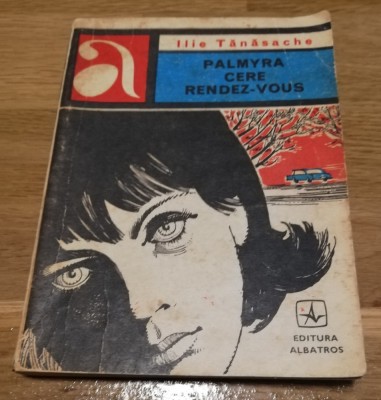 a
Ilie Tănăsache
PALMYRA
CERE
RENDEZ-VOUS
EDITURA
ALBATROS